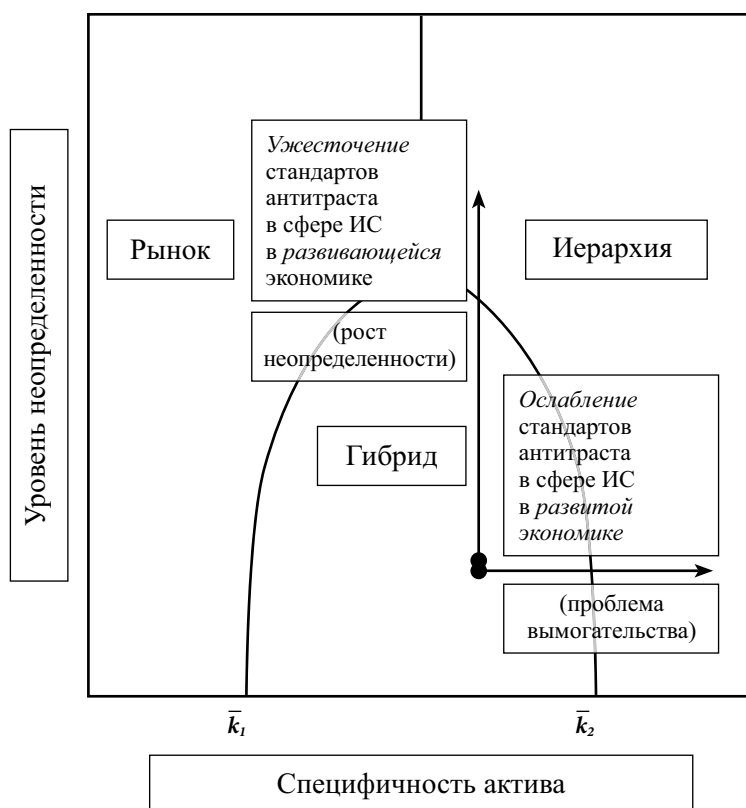 Уровень неопределенности
Ужесточение
стандартов
антитраста
в сфере ИС
в развивающейся
экономике
Рынок
Иерархия
(рост
неопределенности)
Гибрид
Ослабление
стандартов
антитраста
в сфере ИС
в развитой
экономике
(проблема
вымогательства)
k̄₁
k̄₂
Специфичность актива